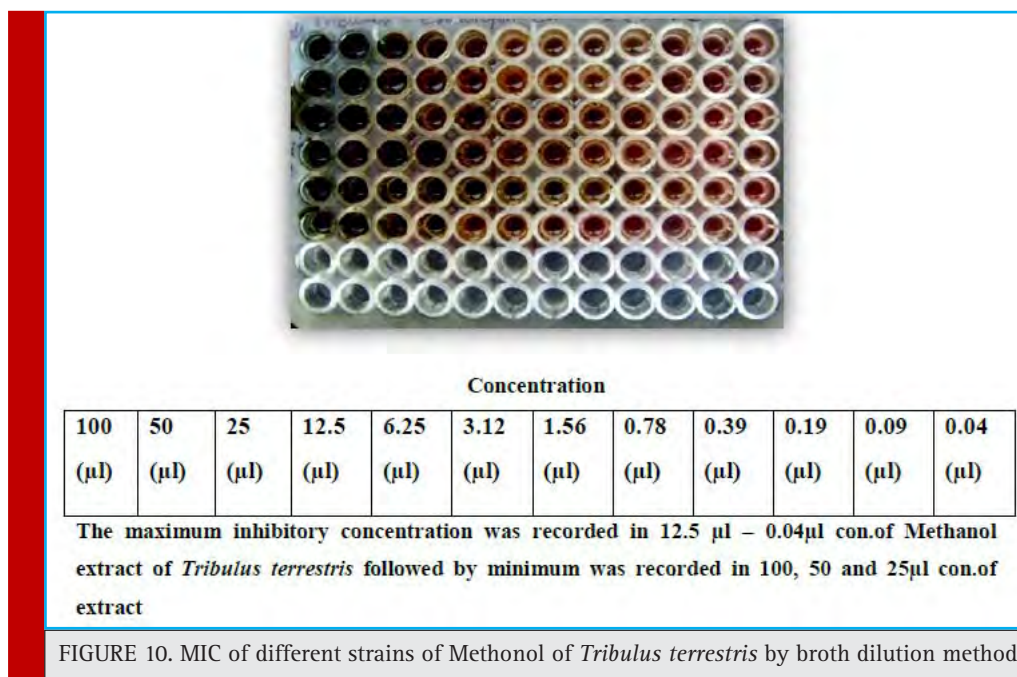 Concentration
100 50 25 12.5 6.25 3.12 1.56 0.78 0.39 0.19 0.09 0.04
(µl) (µl) (µl) (µl) (µl) (µl) (µl) (µl) (µl) (µl) (µl) (µl)
The maximum inhibitory concentration was recorded in 12.5 µl – 0.04µl con.of Methanol
extract of Tribulus terrestris followed by minimum was recorded in 100, 50 and 25µl con.of
extract
FIGURE 10. MIC of different strains of Methonol of Tribulus terrestris by broth dilution method